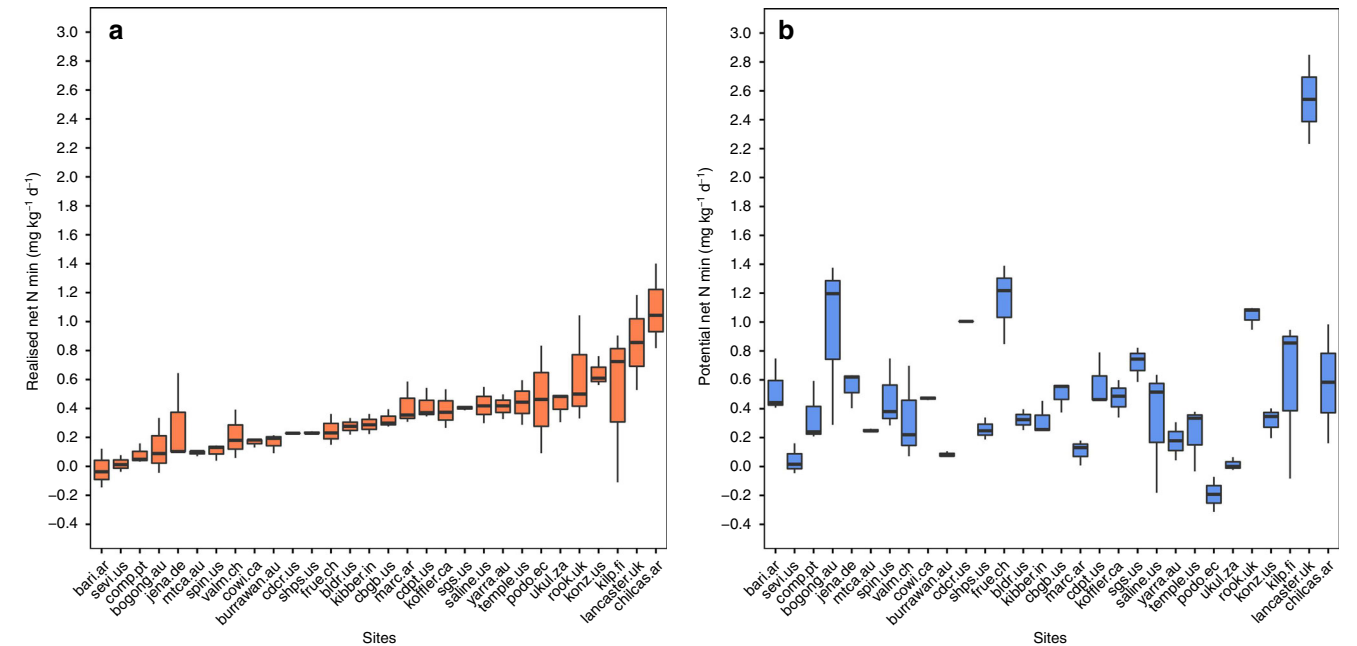 a
3.0
2.8
2.6
2.4
2.2
2.0
1.8
1.6
1.4
1.2
1.0
0.8
0.6
0.4
0.2
0.0
−0.2
−0.4
Realised net N min (mg kg⁻¹ d⁻¹)
bari.ar
sevi.us
comp.pt
bogong.au
jena.de
mtca.au
spin.us
valm.ch
cowi.ca
burrawan.au
cdcr.us
shps.us
frue.ch
bldr.us
kibber.in
cbgb.us
marc.ar
cdpt.us
koffler.ca
sgs.us
saline.us
yarra.au
temple.us
podo.ec
ukul.za
rook.uk
konz.us
kilp.fi
lancaster.uk
chilcas.ar
Sites
b
3.0
2.8
2.6
2.4
2.2
2.0
1.8
1.6
1.4
1.2
1.0
0.8
0.6
0.4
0.2
0.0
−0.2
−0.4
Potential net N min (mg kg⁻¹ d⁻¹)
bari.ar
sevi.us
comp.pt
bogong.au
jena.de
mtca.au
spin.us
valm.ch
cowi.ca
burrawan.au
cdcr.us
shps.us
frue.ch
bldr.us
kibber.in
cbgb.us
marc.ar
cdpt.us
koffler.ca
sgs.us
saline.us
yarra.au
temple.us
podo.ec
ukul.za
rook.uk
konz.us
kilp.fi
lancaster.uk
chilcas.ar
Sites